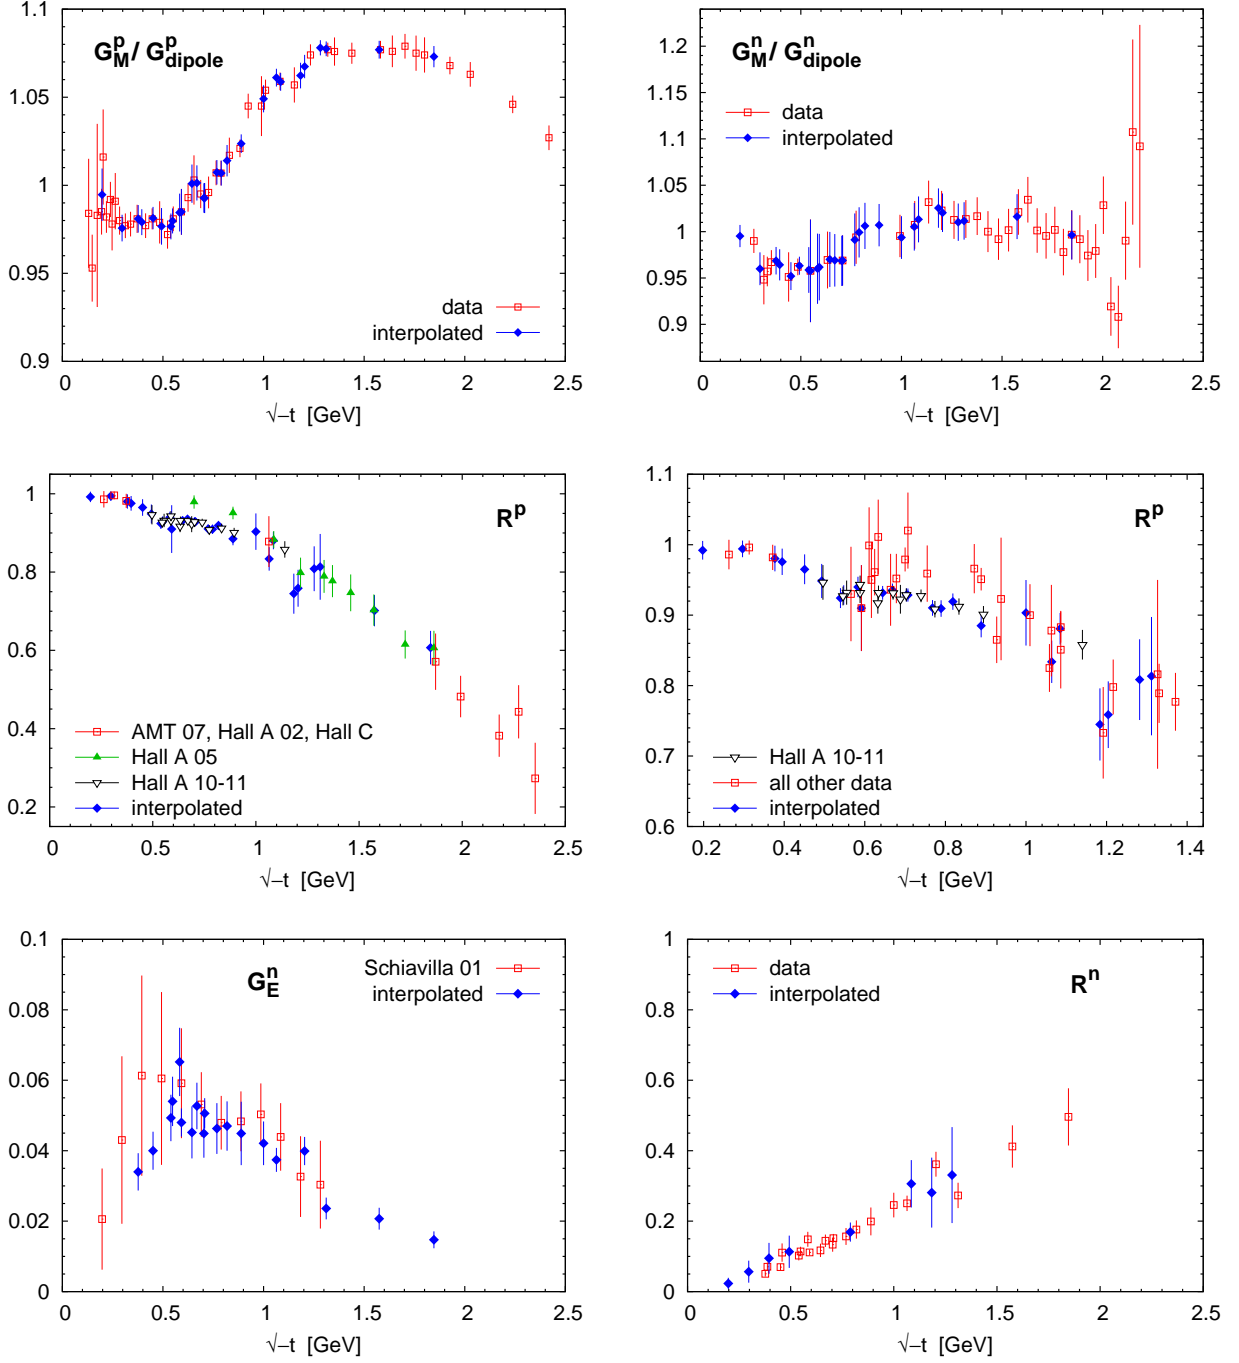 G_M^p / G_dipole^p
data
interpolated
1.1
1.05
1
0.95
0.9
0 0.5 1 1.5 2 2.5
√–t [GeV]
G_M^n / G_dipole^n
data
interpolated
1.2
1.15
1.1
1.05
1
0.95
0.9
0 0.5 1 1.5 2 2.5
√–t [GeV]
R^p
1
0.8
0.6
0.4
0.2
AMT 07, Hall A 02, Hall C
Hall A 05
Hall A 10-11
interpolated
0 0.5 1 1.5 2 2.5
√–t [GeV]
R^p
1.1
1
0.9
0.8
0.7
0.6
Hall A 10-11
all other data
interpolated
0.2 0.4 0.6 0.8 1 1.2 1.4
√–t [GeV]
G_E^n
Schiavilla 01
interpolated
0.1
0.08
0.06
0.04
0.02
0
0 0.5 1 1.5 2 2.5
√–t [GeV]
data
interpolated
R^n
1
0.8
0.6
0.4
0.2
0
0 0.5 1 1.5 2 2.5
√–t [GeV]